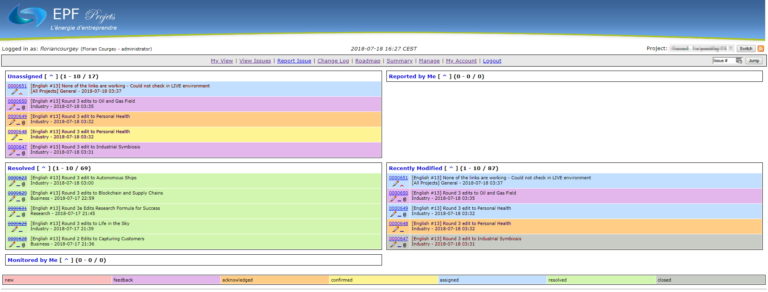 EPF Projets
L'énergie d'entreprendre
Logged in as: floriancourgey (Florian Courgey - administrator)
2018-07-18 16:27 CEST
Project:
Switch
My View | View Issues | Report Issue | Change Log | Roadmap | Summary | Manage | My Account | Logout
Issue #
Jump
Unassigned [ ^ ] (1 - 10 / 17)
0000651 [English #13] None of the links are working - Could not check in LIVE environment
[All Projects] General - 2018-07-18 03:37
0000650 [English #13] Round 3 edits to Oil and Gas Field
Industry - 2018-07-18 03:35
0000649 [English #13] Round 3 edit to Personal Health
Industry - 2018-07-18 03:32
0000648 [English #13] Round 3 edit to Personal Health
Industry - 2018-07-18 03:32
0000647 [English #13] Round 3 edit to Industrial Symbiosis
Industry - 2018-07-18 03:31
Reported by Me [ ^ ] (0 - 0 / 0)
Resolved [ ^ ] (1 - 10 / 69)
[English #13] Round 3 edit to Autonomous Ships
Industry - 2018-07-18 03:00
[English #13] Round 3 edit to Blockchain and Supply Chains
Business - 2018-07-17 22:59
[English #13] Round 3e Edits Research Formula for Success
Research - 2018-07-17 21:45
[English #13] Round 3 edits to Life in the Sky
Industry - 2018-07-17 21:39
[English #13] Round 2 Edits to Capturing Customers
Business - 2018-07-17 21:36
Recently Modified [ ^ ] (1 - 10 / 87)
0000651 [English #13] None of the links are working - Could not check in LIVE environment
[All Projects] General - 2018-07-18 03:37
0000650 [English #13] Round 3 edits to Oil and Gas Field
Industry - 2018-07-18 03:35
0000649 [English #13] Round 3 edit to Personal Health
Industry - 2018-07-18 03:32
0000648 [English #13] Round 3 edit to Personal Health
Industry - 2018-07-18 03:32
0000647 [English #13] Round 3 edit to Industrial Symbiosis
Industry - 2018-07-18 03:31
Monitored by Me [ ^ ] (0 - 0 / 0)
new
feedback
acknowledged
confirmed
assigned
resolved
closed